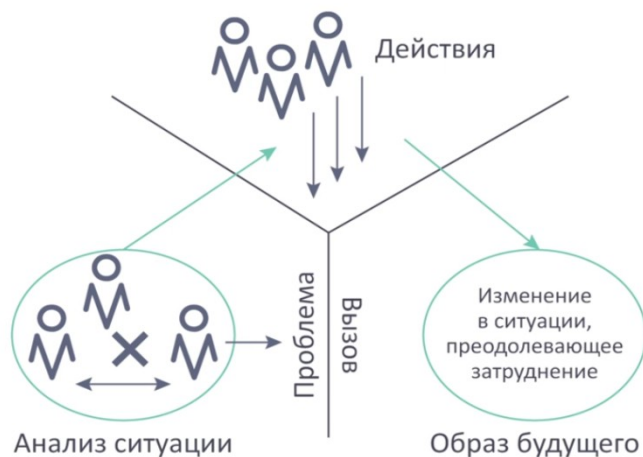 Действия
Проблема
Вызов
Изменение
в ситуации,
преодолевающее
затруднение
Анализ ситуации
Образ будущего